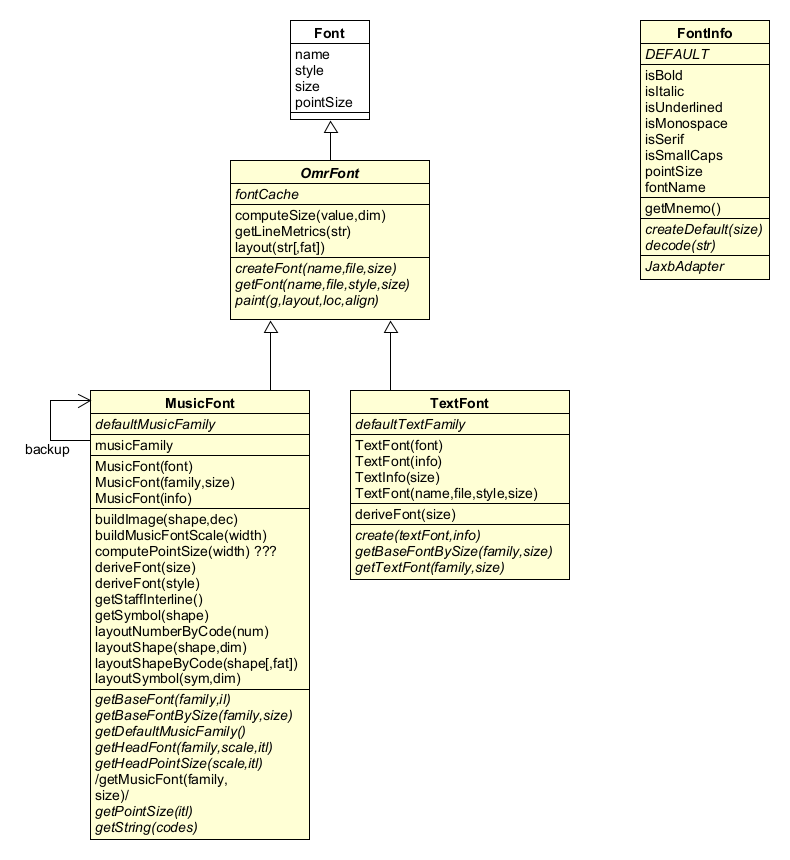 Font
name
style
size
pointSize
FontInfo
DEFAULT
isBold
isItalic
isUnderlined
isMonospace
isSerif
isSmallCaps
pointSize
fontName
getMnemo()
createDefault(size)
decode(str)
JaxbAdapter
OmrFont
fontCache
computeSize(value,dim)
getLineMetrics(str)
layout(str[,fat])
createFont(name,file,size)
getFont(name,file,style,size)
paint(g,layout,loc,align)
backup
MusicFont
defaultMusicFamily
musicFamily
MusicFont(font)
MusicFont(family,size)
MusicFont(info)
buildImage(shape,dec)
buildMusicFontScale(width)
computePointSize(width) ???
deriveFont(size)
deriveFont(style)
getStaffInterline()
getSymbol(shape)
layoutNumberByCode(num)
layoutShape(shape,dim)
layoutShapeByCode(shape[,fat])
layoutSymbol(sym,dim)
getBaseFont(family,il)
getBaseFontBySize(family,size)
getDefaultMusicFamily()
getHeadFont(family,scale,itl)
getHeadPointSize(scale,itl)
/getMusicFont(family,
size)/
getPointSize(itl)
getString(codes)
TextFont
defaultTextFamily
TextFont(font)
TextFont(info)
TextInfo(size)
TextFont(name,file,style,size)
deriveFont(size)
create(textFont,info)
getBaseFontBySize(family,size)
getTextFont(family,size)